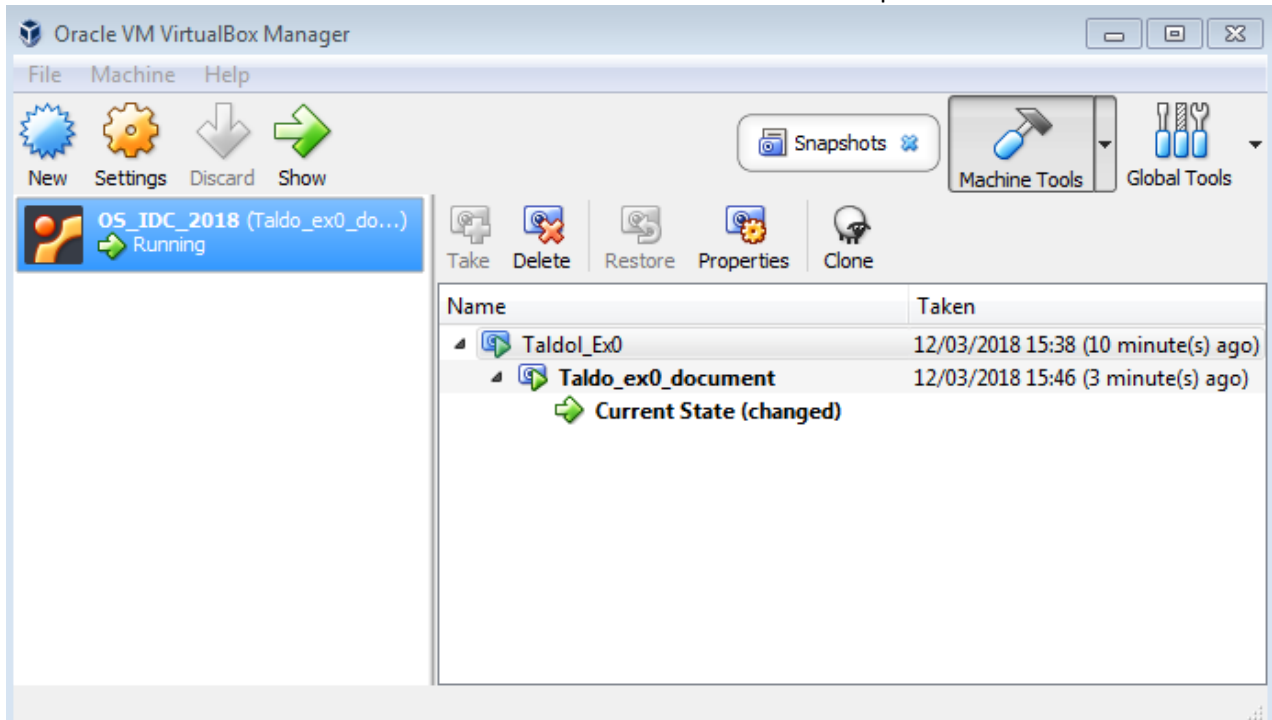 Oracle VM VirtualBox Manager
File Machine Help
New Settings Discard Show
Snapshots
Machine Tools
Global Tools
OS_IDC_2018 (Taldo_ex0_do...)
Running
Take Delete Restore Properties Clone
Name Taken
Taldol_Ex0 12/03/2018 15:38 (10 minute(s) ago)
Taldo_ex0_document 12/03/2018 15:46 (3 minute(s) ago)
Current State (changed)